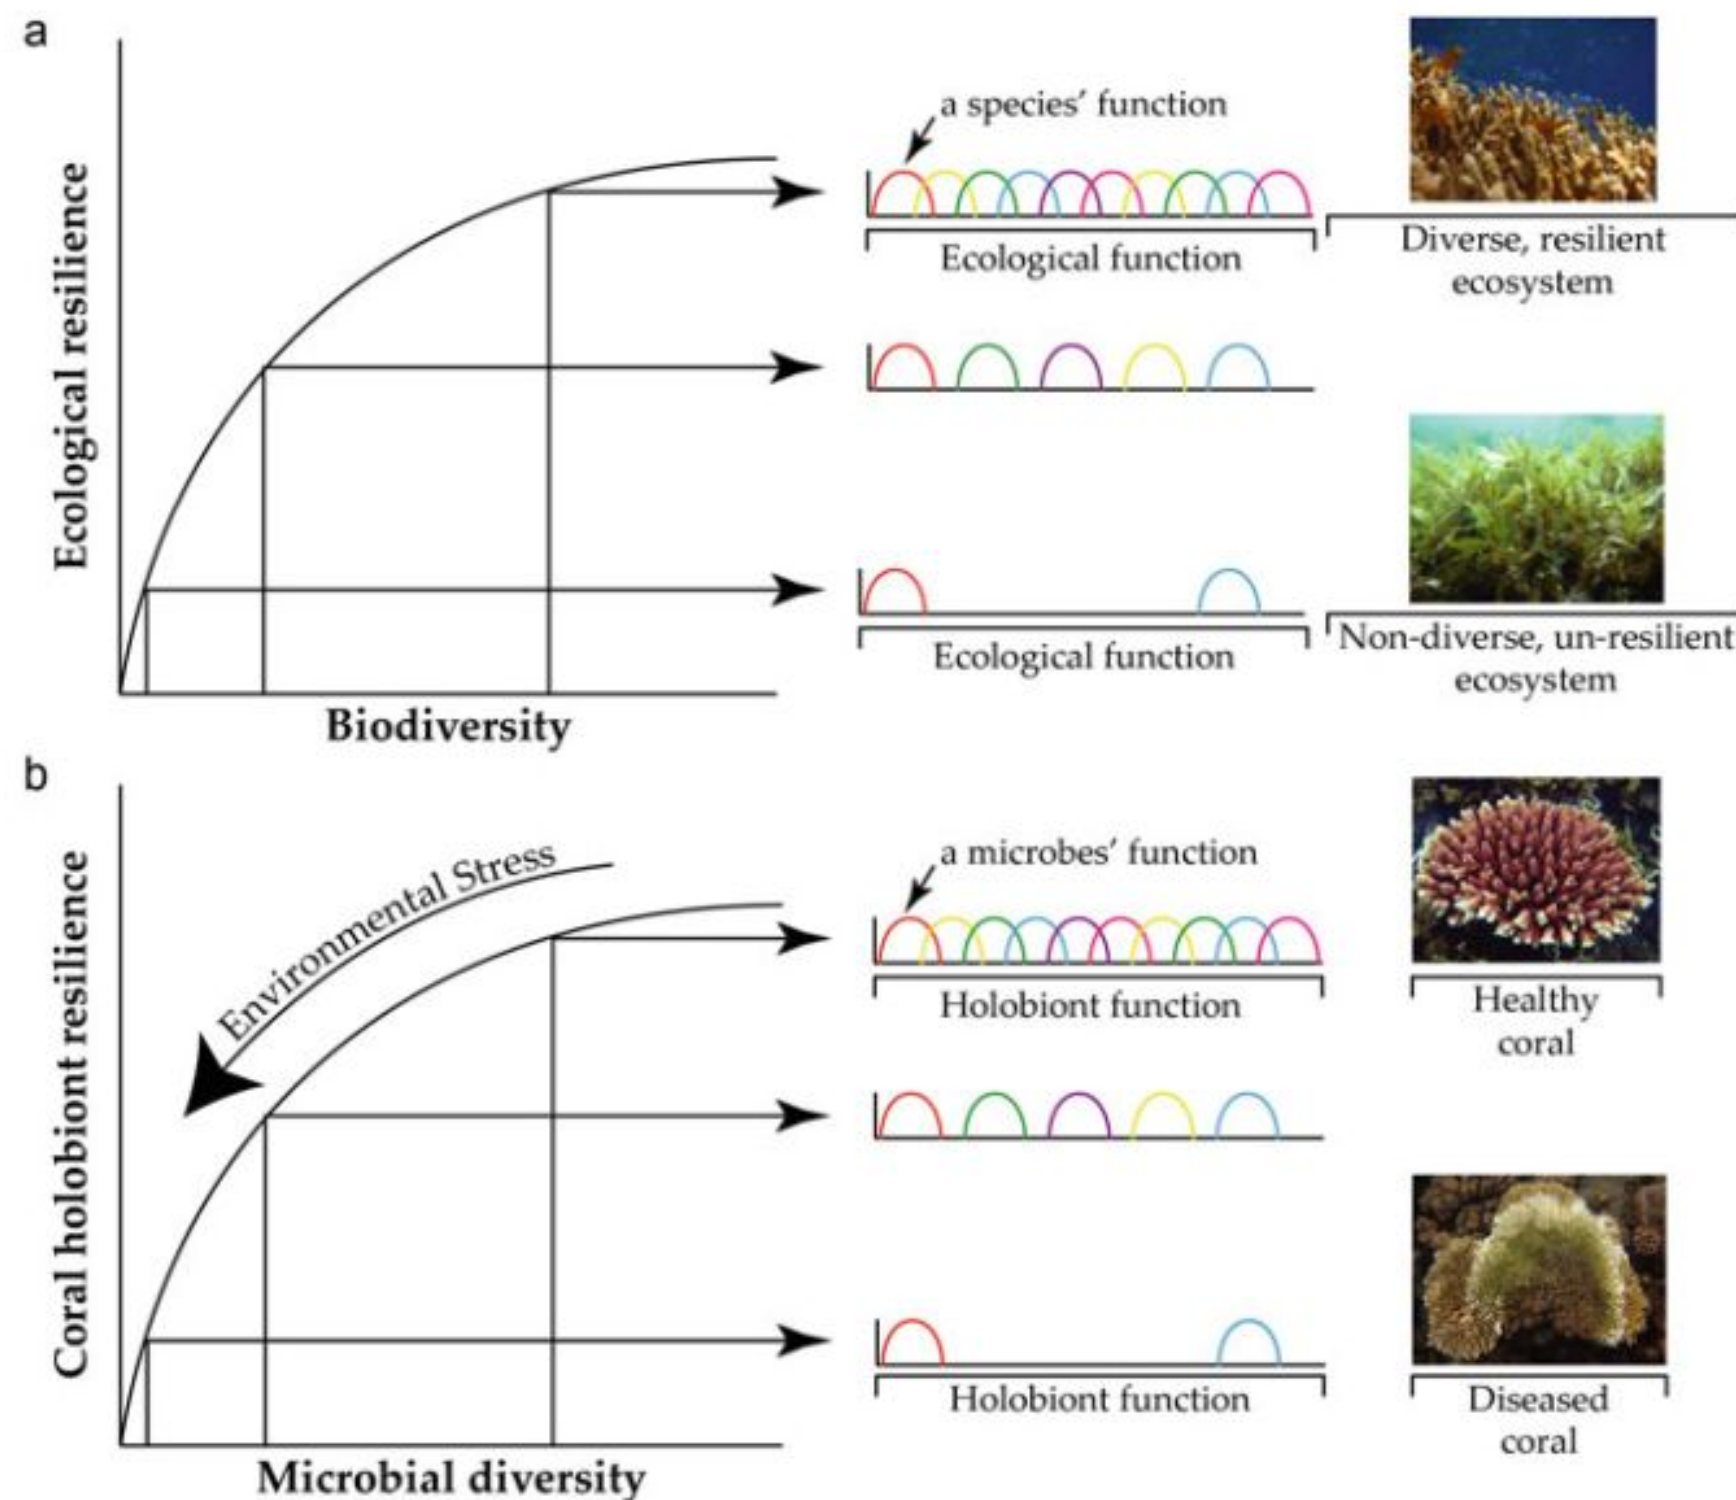 a
Ecological resilience
a species' function
Ecological function
Diverse, resilient
ecosystem
Ecological function
Non-diverse, un-resilient
ecosystem
Biodiversity
b
Coral holobiont resilience
Environmental Stress
a microbes' function
Holobiont function
Healthy
coral
Holobiont function
Diseased
coral
Microbial diversity